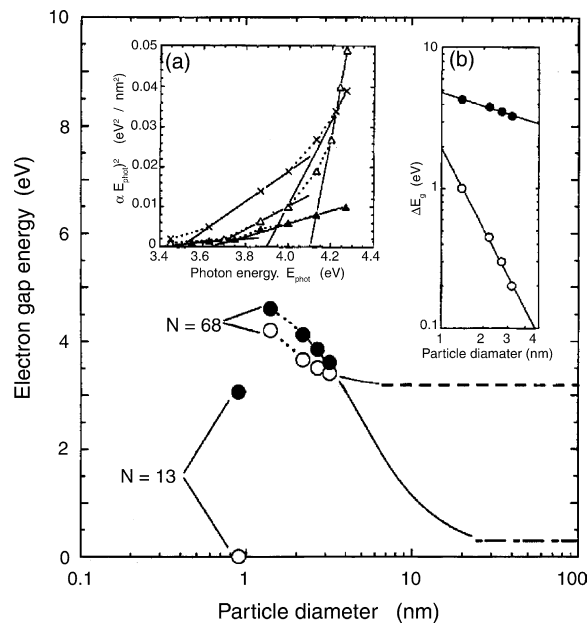 10
8
6
4
2
0
0.1
1
10
100
Electron gap energy (eV)
Particle diameter (nm)
N = 68
N = 13
(a)
0.05
0.04
0.03
0.02
0.01
0
3.4
3.6
3.8
4.0
4.2
4.4
α E phot)² (eV² / nm²)
Photon energy. E phot (eV)
(b)
10
1
0.1
1
2
3
4
ΔEg (eV)
Particle diamater (nm)